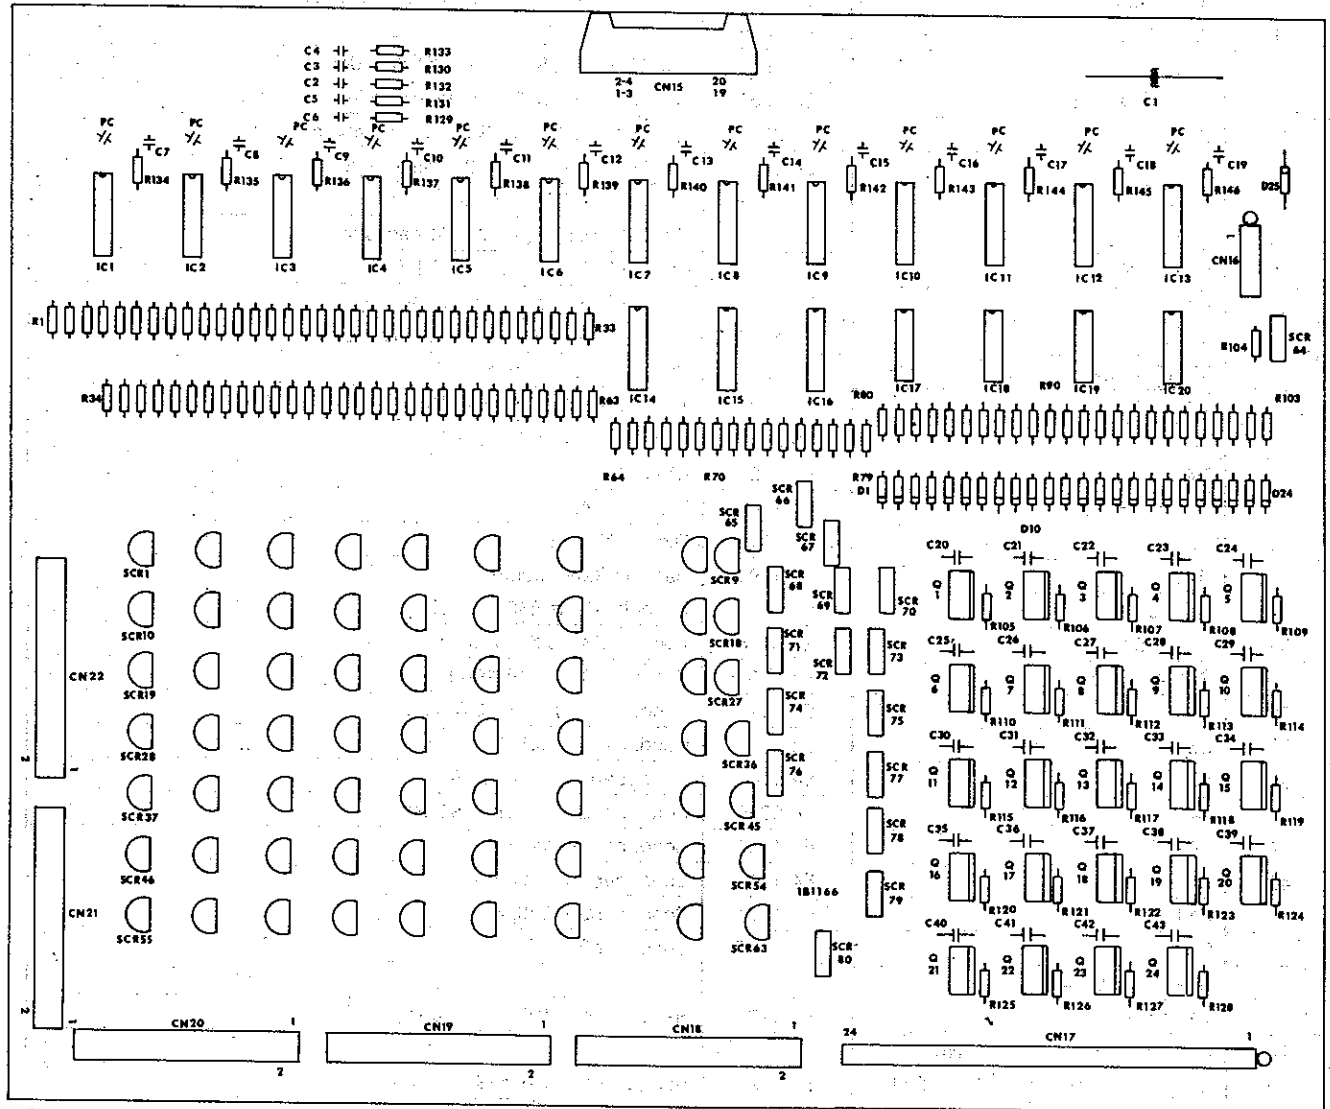 C4 R133
C3 R130
C2 R132
C5 R131
C6 R129
2-4 20
1-3 CN15 19
C1
PC PC PC PC PC PC PC PC PC PC PC PC PC
C7 C8 C9 C10 C11 C12 C13 C14 C15 C16 C17 C18 C19
R134 R135 R136 R137 R138 R139 R140 R141 R142 R143 R144 R145 R146 D25
1
CN16
IC1 IC2 IC3 IC4 IC5 IC6 IC7 IC8 IC9 IC10 IC11 IC12 IC13
R1 R33
R104 SCR
64
R34 R63 IC14 IC15 IC16 IC17 IC18 IC19 IC20
R80 R90 R103
R64 R70 R79
D1 D24
D10
SCR
66
SCR
65
SCR
67
SCR
68
SCR
69
SCR
70
SCR
71
SCR
72
SCR
73
SCR
74
SCR
75
SCR
76
SCR
77
SCR
78
SCR
79
SCR
80
SCR1 SCR9
SCR10 SCR18
SCR19 SCR27
SCR28 SCR36
SCR37 SCR45
SCR46 SCR54
SCR55 SCR63
1B1166
C20 C21 C22 C23 C24
Q Q Q Q Q
1 2 3 4 5
R105 R106 R107 R108 R109
C25 C26 C27 C28 C29
Q Q Q Q Q
6 7 8 9 10
R110 R111 R112 R113 R114
C30 C31 C32 C33 C34
Q Q Q Q Q
11 12 13 14 15
R115 R116 R117 R118 R119
C35 C36 C37 C38 C39
Q Q Q Q Q
16 17 18 19 20
R120 R121 R122 R123 R124
C40 C41 C42 C43
Q Q Q Q
21 22 23 24
R125 R126 R127 R128
CN22
2 1
CN21
2 1
CN20 1
2
CN19 1
2
CN18 1
2
24 CN17 1